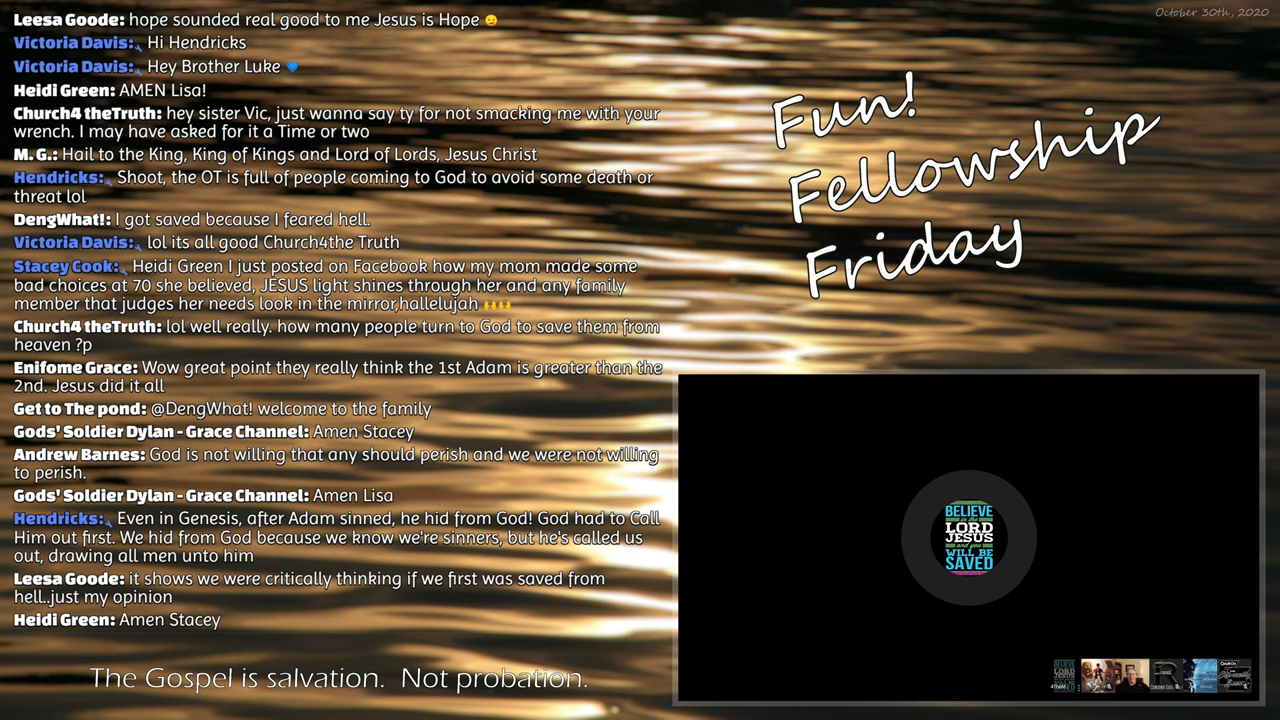 October 30th, 2020
Leesa Goode: hope sounded real good to me Jesus is Hope 😏
Victoria Davis: Hi Hendricks
Victoria Davis: Hey Brother Luke 💙
Heidi Green: AMEN Lisa!
Church4 theTruth: hey sister Vic, just wanna say ty for not smacking me with your
wrench. I may have asked for it a Time or two
M. G.: Hail to the King, King of Kings and Lord of Lords, Jesus Christ
Hendricks: Shoot, the OT is full of people coming to God to avoid some death or
threat lol
DengWhat!: I got saved because I feared hell.
Victoria Davis: lol its all good Church4the Truth
Stacey Cook: Heidi Green I just posted on Facebook how my mom made some
bad choices at 70 she believed, JESUS light shines through her and any family
member that judges her needs look in the mirror,hallelujah 🙌🙌
Church4 theTruth: lol well really. how many people turn to God to save them from
heaven ?p
Enifome Grace: Wow great point they really think the 1st Adam is greater than the
2nd. Jesus did it all
Get to The pond: @DengWhat! welcome to the family
Gods' Soldier Dylan - Grace Channel: Amen Stacey
Andrew Barnes: God is not willing that any should perish and we were not willing
to perish.
Gods' Soldier Dylan - Grace Channel: Amen Lisa
Hendricks: Even in Genesis, after Adam sinned, he hid from God! God had to Call
Him out first. We hid from God because we know we're sinners, but he's called us
out, drawing all men unto him
Leesa Goode: it shows we were critically thinking if we first was saved from
hell..just my opinion
Heidi Green: Amen Stacey
The Gospel is salvation. Not probation.
Fun!
Fellowship
Friday
BELIEVE
in the
LORD
JESUS
and you
WILL BE
SAVED